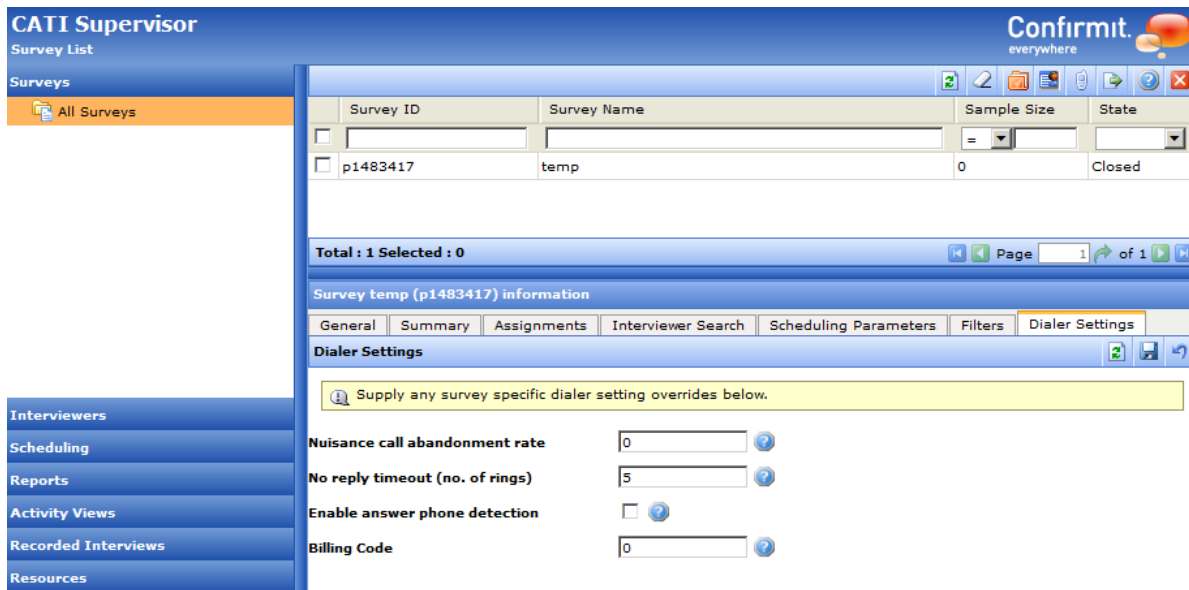 CATI Supervisor
Survey List
Confirmit.
everywhere
Surveys
All Surveys
Survey ID Survey Name Sample Size State
=
p1483417 temp 0 Closed
Total : 1 Selected : 0 Page 1 of 1
Survey temp (p1483417) information
General Summary Assignments Interviewer Search Scheduling Parameters Filters Dialer Settings
Dialer Settings
Supply any survey specific dialer setting overrides below.
Interviewers
Scheduling
Reports
Activity Views
Recorded Interviews
Resources
Nuisance call abandonment rate 0
No reply timeout (no. of rings) 5
Enable answer phone detection
Billing Code 0